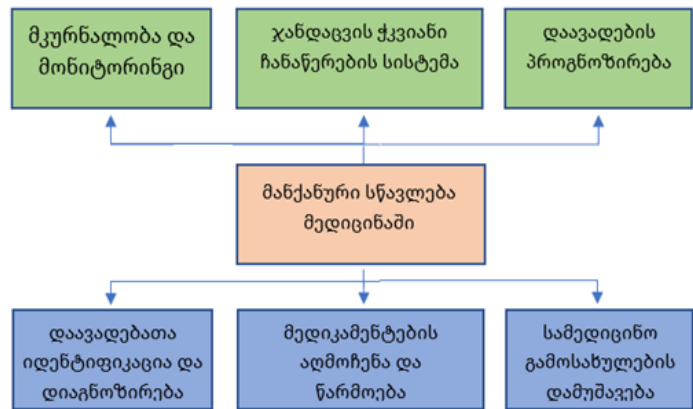 მკურნალობა და
მონიტორინგი
ჯანდაცვის ჭკვიანი
ჩანაწერების სისტემა
დაავადების
პროგნოზირება
მანქანური სწავლება
მედიცინაში
დაავადებათა
იდენტიფიკაცია და
დიაგნოზირება
მედიკამენტების
აღმოჩენა და
წარმოება
სამედიცინო
გამოსახულების
დამუშავება